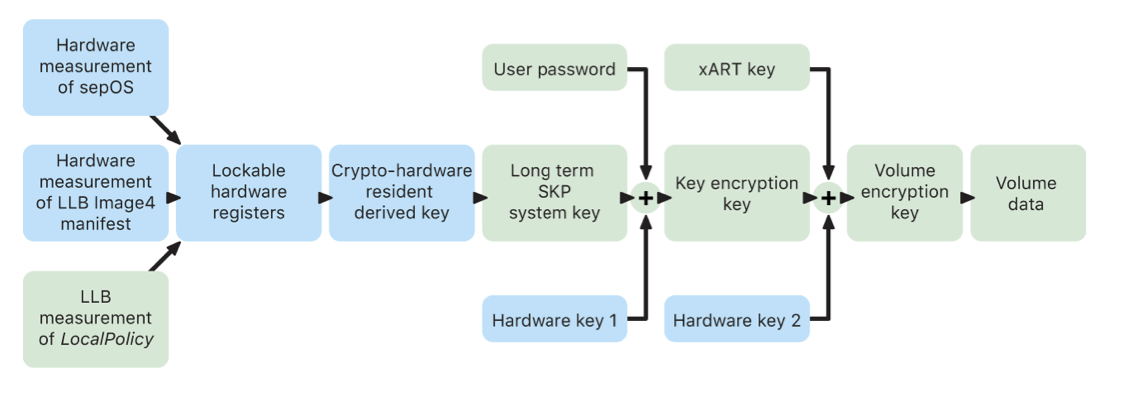 Hardware
measurement
of sepOS
User password
xART key
Hardware
measurement
of LLB Image4
manifest
Lockable
hardware
registers
Crypto-hardware
resident
derived key
Long term
SKP
system key
+
Key encryption
key
+
Volume
encryption
key
Volume
data
LLB
measurement
of LocalPolicy
Hardware key 1
Hardware key 2